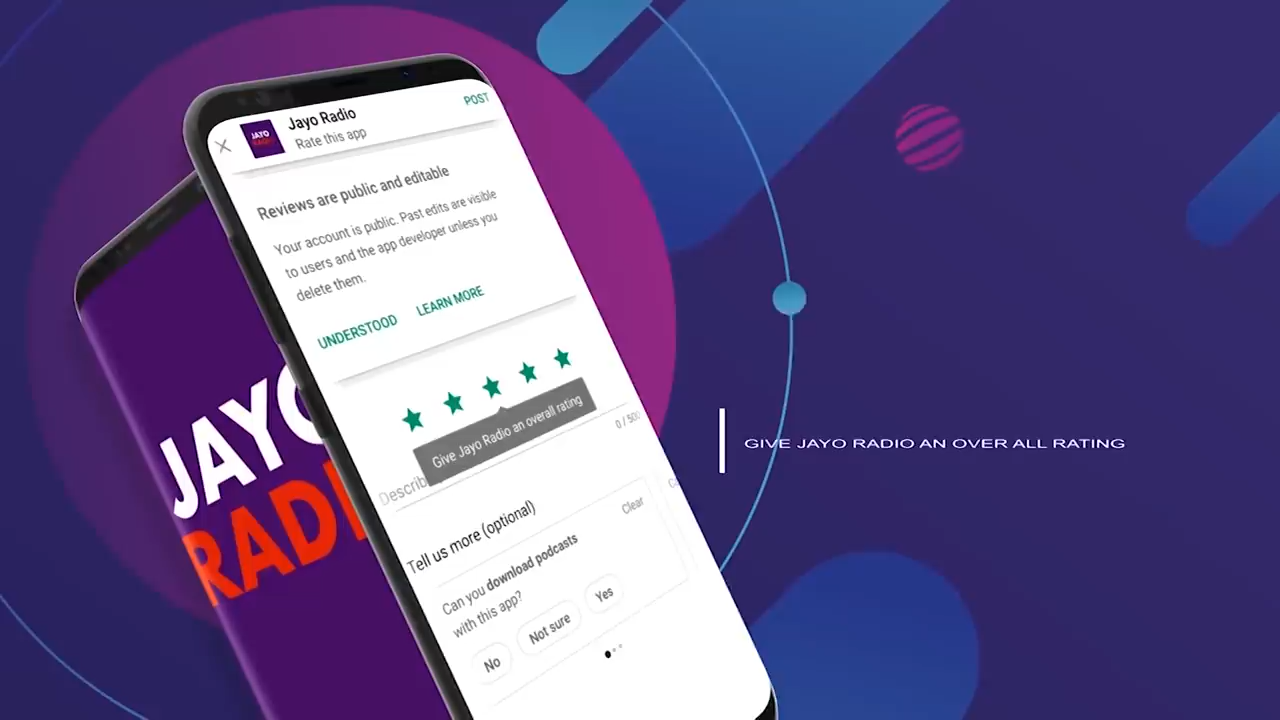 JAYO
RADIO
Jayo Radio
Rate this app
POST
Reviews are public and editable
Your account is public. Past edits are visible
to users and the app developer unless you
delete them.
UNDERSTOOD LEARN MORE
Give Jayo Radio an overall rating
0 / 500
Describ
Tell us more (optional)
Clear
Can you download podcasts
with this app?
No Not sure Yes
JAYO
RADI
GIVE JAYO RADIO AN OVER ALL RATING